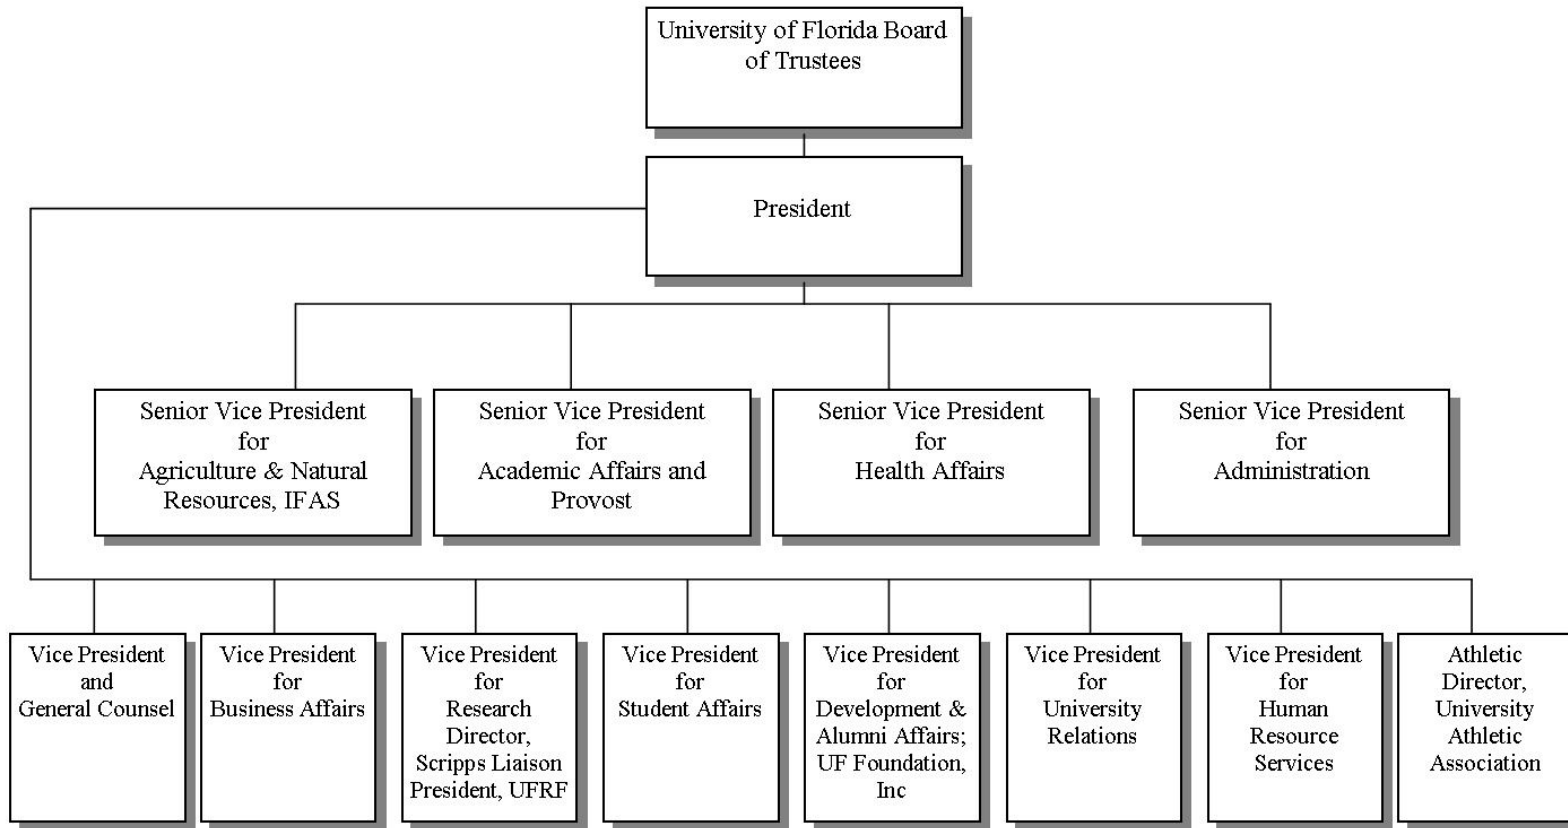 University of Florida Board
of Trustees
President
Senior Vice President
for
Agriculture & Natural
Resources, IFAS
Senior Vice President
for
Academic Affairs and
Provost
Senior Vice President
for
Health Affairs
Senior Vice President
for
Administration
Vice President
and
General Counsel
Vice President
for
Business Affairs
Vice President
for
Research
Director,
Scripps Liaison
President, UFRF
Vice President
for
Student Affairs
Vice President
for
Development &
Alumni Affairs;
UF Foundation,
Inc
Vice President
for
University
Relations
Vice President
for
Human
Resource
Services
Athletic
Director,
University
Athletic
Association